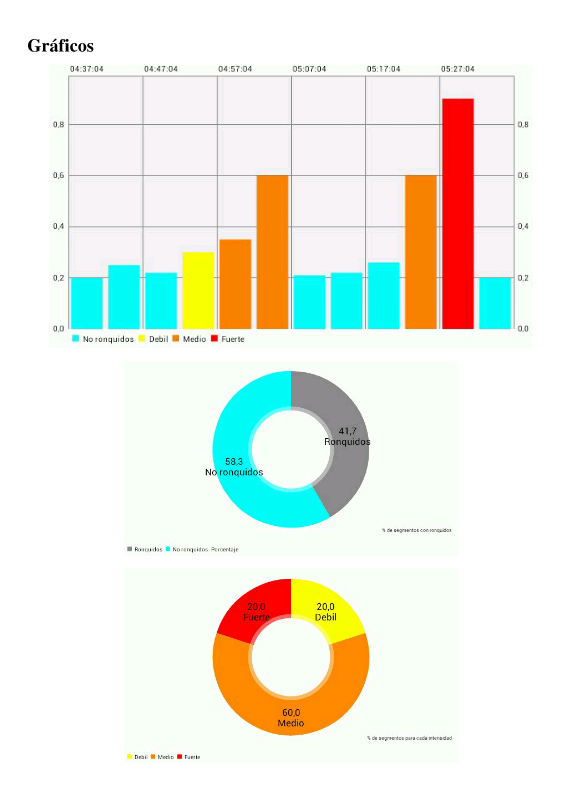 Gráficos
04:37:04 04:47:04 04:57:04 05:07:04 05:17:04 05:27:04
0,8 0,8
0,6 0,6
0,4 0,4
0,2 0,2
0,0 0,0
No ronquidos Debil Medio Fuerte
41,7
Ronquidos
58,3
No ronquidos
% de segmentos con ronquidos
Ronquidos No ronquidos Porcentaje
20,0 20,0
Fuerte Debil
60,0
Medio
% de segmentos para cada intensidad
Debil Medio Fuerte